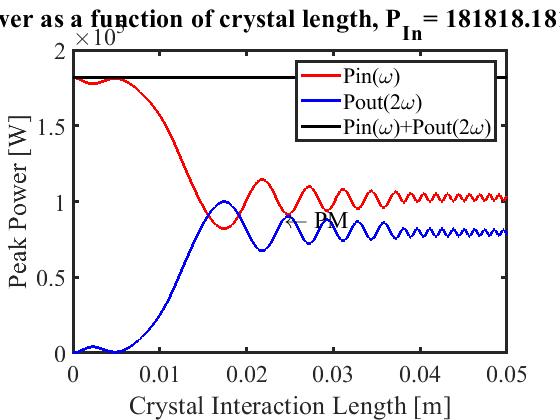 ver as a function of crystal length, P_In= 181818.18
×10^5
2
1.5
1
0.5
0
Peak Power [W]
Pin(ω)
Pout(2ω)
Pin(ω)+Pout(2ω)
← PM
0 0.01 0.02 0.03 0.04 0.05
Crystal Interaction Length [m]